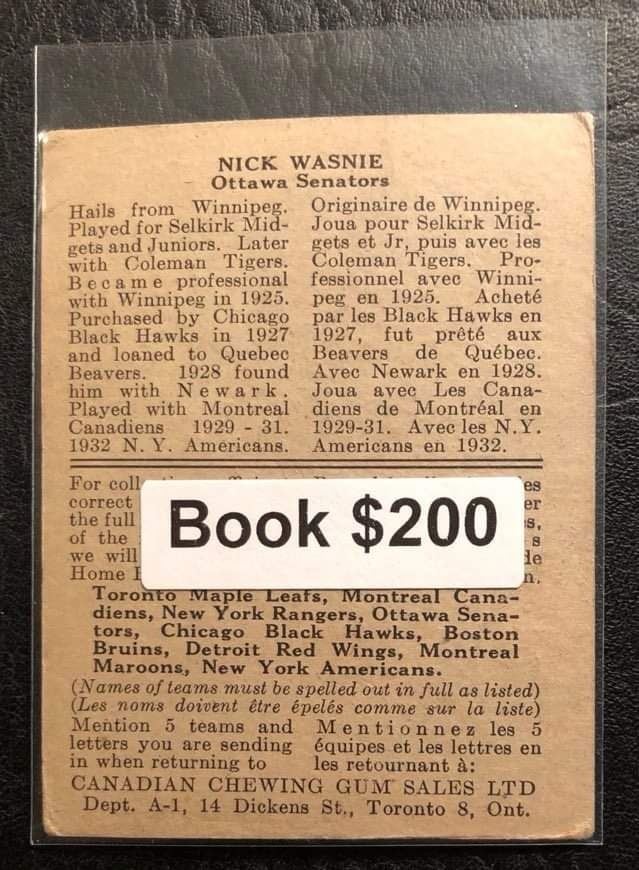 NICK WASNIE
Ottawa Senators
Hails from Winnipeg.
Played for Selkirk Mid-
gets and Juniors. Later
with Coleman Tigers.
Became professional
with Winnipeg in 1925.
Purchased by Chicago
Black Hawks in 1927
and loaned to Quebec
Beavers. 1928 found
him with Newark.
Played with Montreal
Canadiens 1929 - 31.
1932 N. Y. Americans.
Originaire de Winnipeg.
Joua pour Selkirk Mid-
gets et Jr, puis avec les
Coleman Tigers. Pro-
fessionnel avec Winni-
peg en 1925. Acheté
par les Black Hawks en
1927, fut prêté aux
Beavers de Québec.
Avec Newark en 1928.
Joua avec Les Cana-
diens de Montréal en
1929-31. Avec les N.Y.
Americans en 1932.
For
correct
the full
of the
we will
Home
Book $200
Toronto Maple Leafs, Montreal Cana-
diens, New York Rangers, Ottawa Sena-
tors, Chicago Black Hawks, Boston
Bruins, Detroit Red Wings, Montreal
Maroons, New York Americans.
(Names of teams must be spelled out in full as listed)
(Les noms doivent être épelés comme sur la liste)
Mention 5 teams and
letters you are sending
in when returning to
Mentionnez les 5
équipes et les lettres en
les retournant à:
CANADIAN CHEWING GUM SALES LTD
Dept. A-1, 14 Dickens St., Toronto 8, Ont.